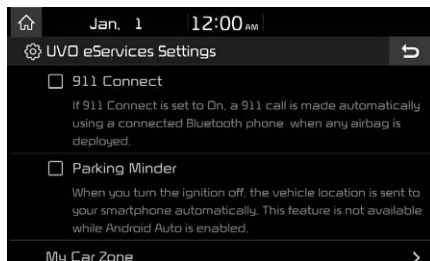 Jan. 1 12:00 AM
UVO eServices Settings
911 Connect
If 911 Connect is set to On, a 911 call is made automatically
using a connected Bluetooth phone when any airbag is
deployed.
Parking Minder
When you turn the ignition off, the vehicle location is sent to
your smartphone automatically. This feature is not available
while Android Auto is enabled.
My Car Zone